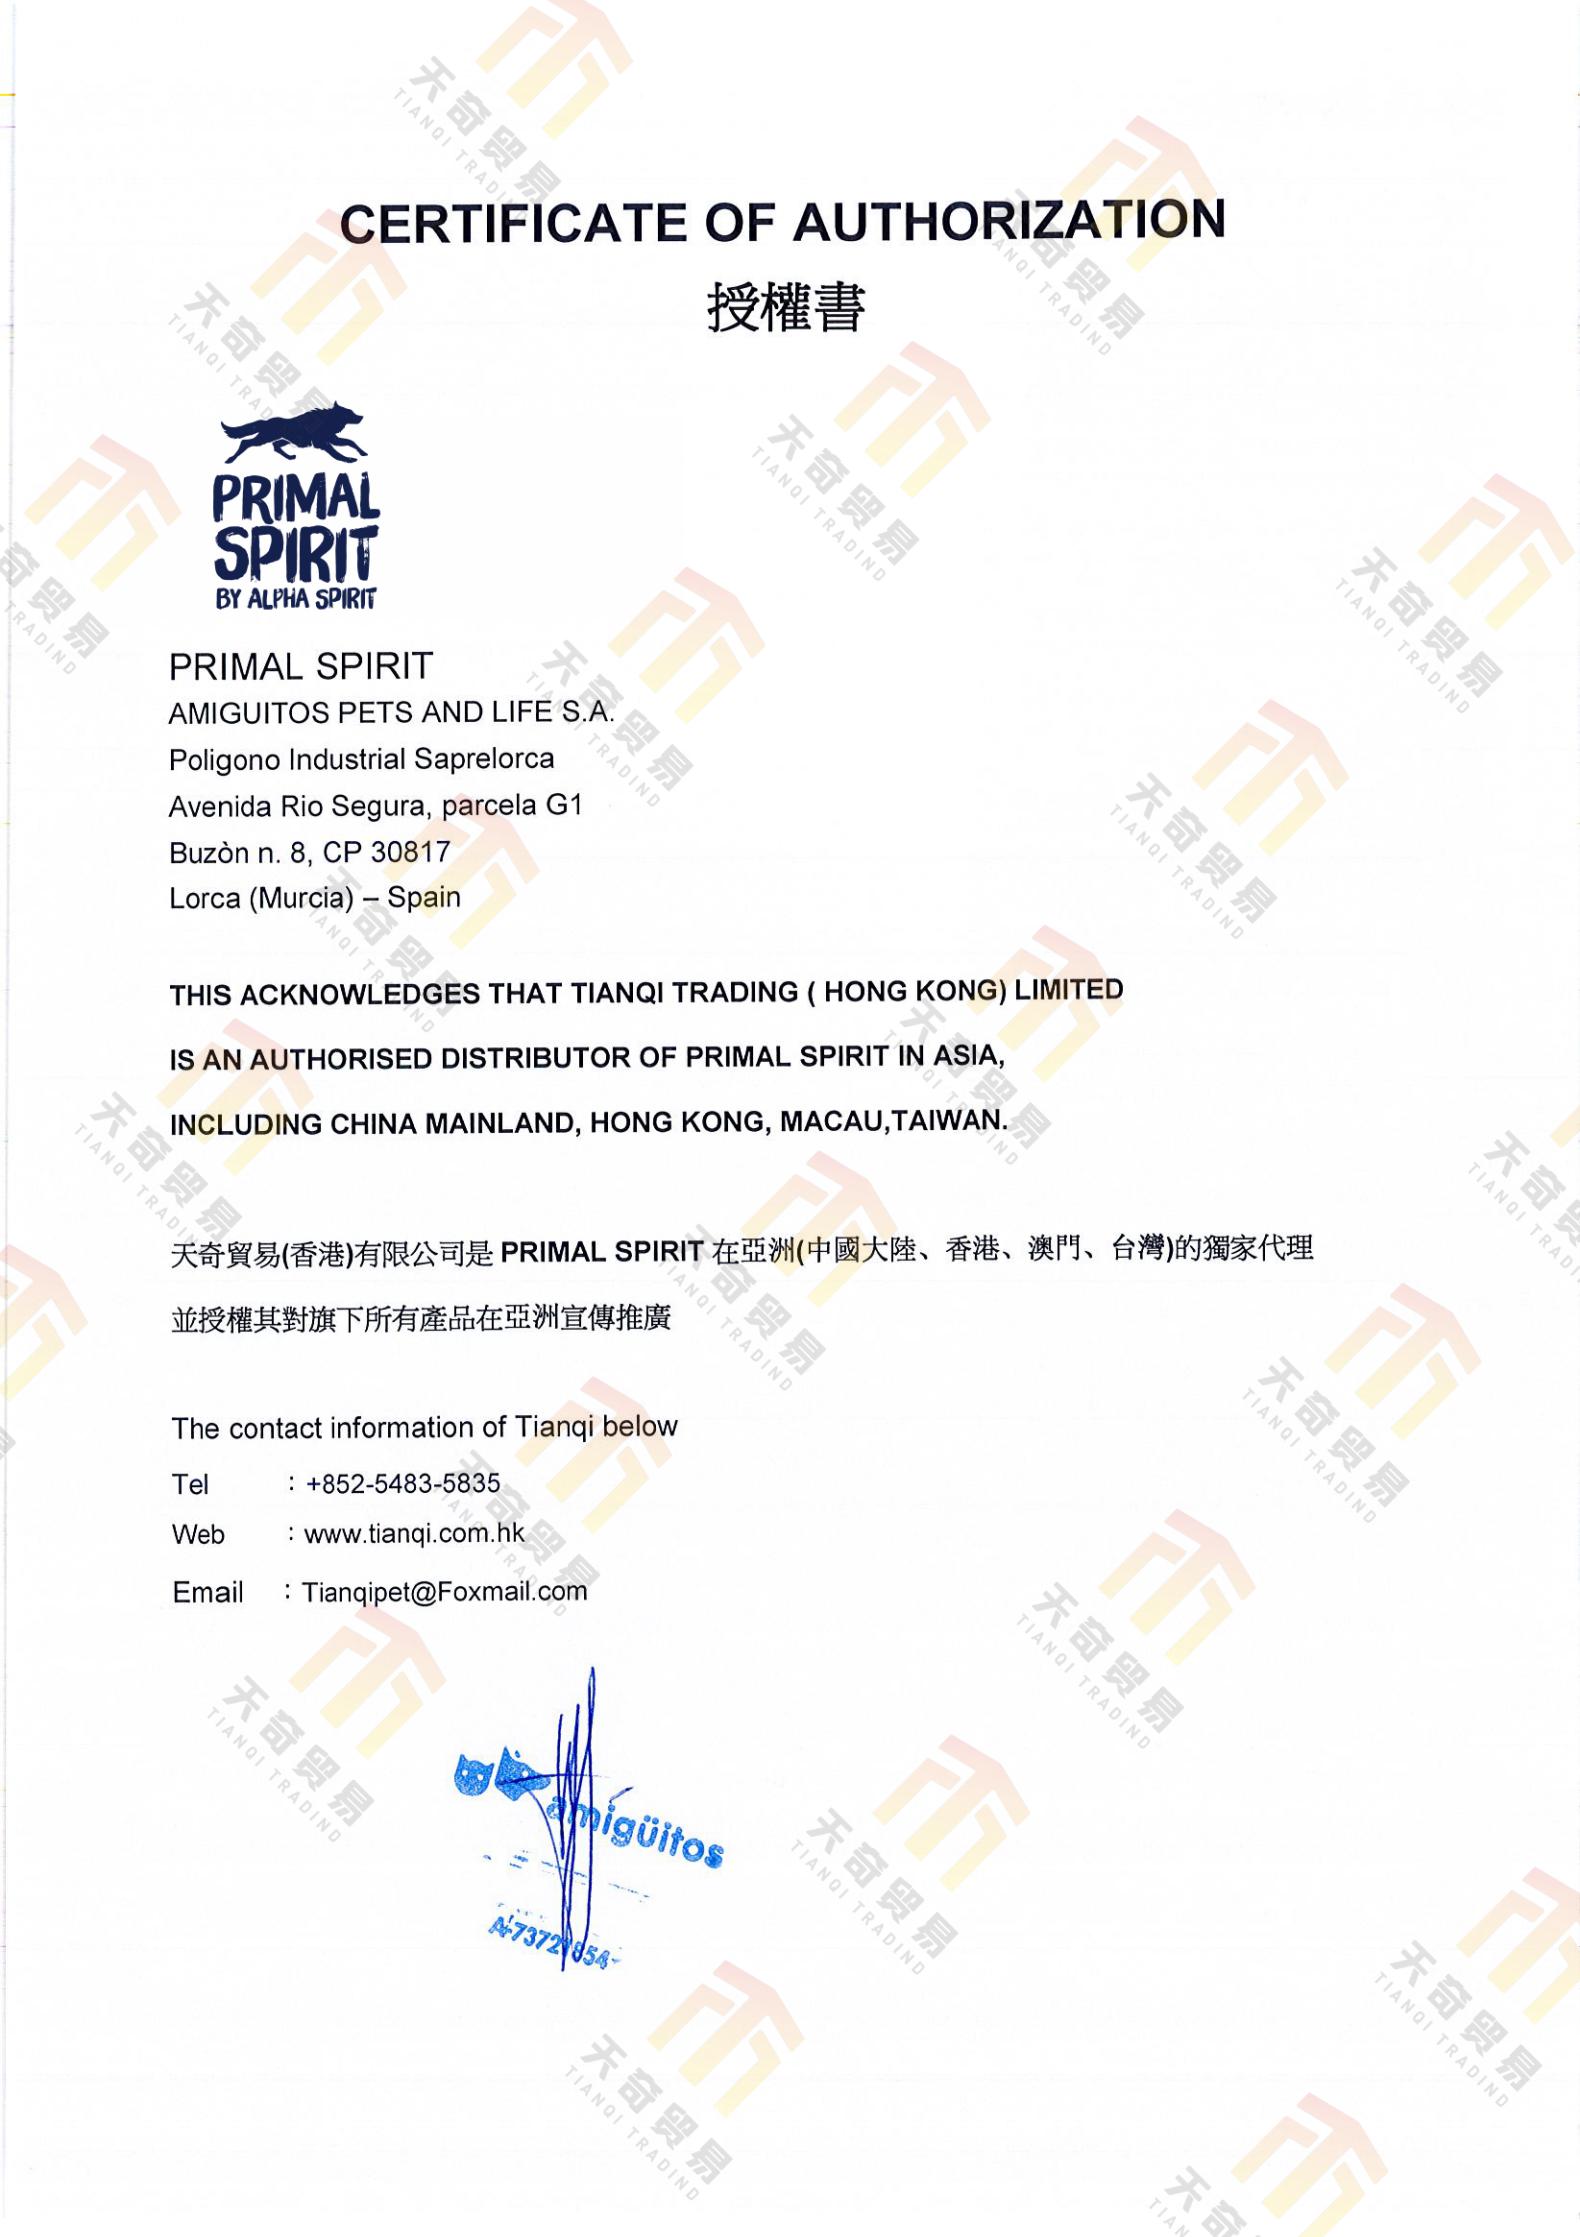 CERTIFICATE OF AUTHORIZATION
授權書
PRIMAL
SPIRIT
BY ALPHA SPIRIT
PRIMAL SPIRIT
AMIGUITOS PETS AND LIFE S.A.
Poligono Industrial Saprelorca
Avenida Rio Segura, parcela G1
Buzòn n. 8, CP 30817
Lorca (Murcia) – Spain
THIS ACKNOWLEDGES THAT TIANQI TRADING ( HONG KONG) LIMITED
IS AN AUTHORISED DISTRIBUTOR OF PRIMAL SPIRIT IN ASIA,
INCLUDING CHINA MAINLAND, HONG KONG, MACAU,TAIWAN.
天奇貿易(香港)有限公司是 PRIMAL SPIRIT 在亞洲(中國大陸、香港、澳門、台灣)的獨家代理
並授權其對旗下所有產品在亞洲宣傳推廣
The contact information of Tianqi below
Tel : +852-5483-5835
Web : www.tianqi.com.hk
Email : Tianqipet@Foxmail.com
amigüitos
天奇贸易
TIANQI TRADIND